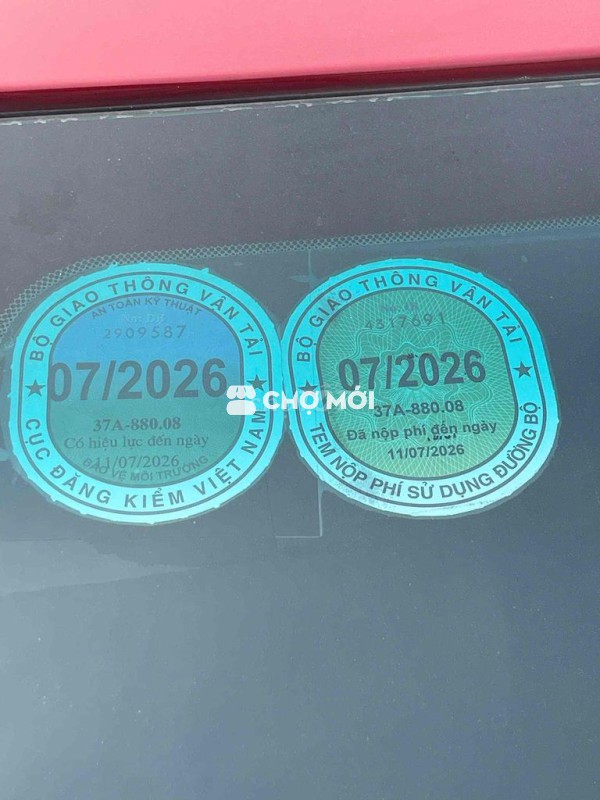 BỘ GIAO THÔNG VẬN TẢI
AN TOÀN KỸ THUẬT
2909587
07/2026
37A-880.08
Có hiệu lực đến ngày
11/07/2026
BẢO VỆ MÔI TRƯỜNG
CỤC ĐĂNG KIỂM VIỆT NAM
BỘ GIAO THÔNG VẬN TẢI
4517691
07/2026
37A-880.08
Đã nộp phí đến ngày
11/07/2026
TEM NỘP PHÍ SỬ DỤNG ĐƯỜNG BỘ
CHỢ MỚI